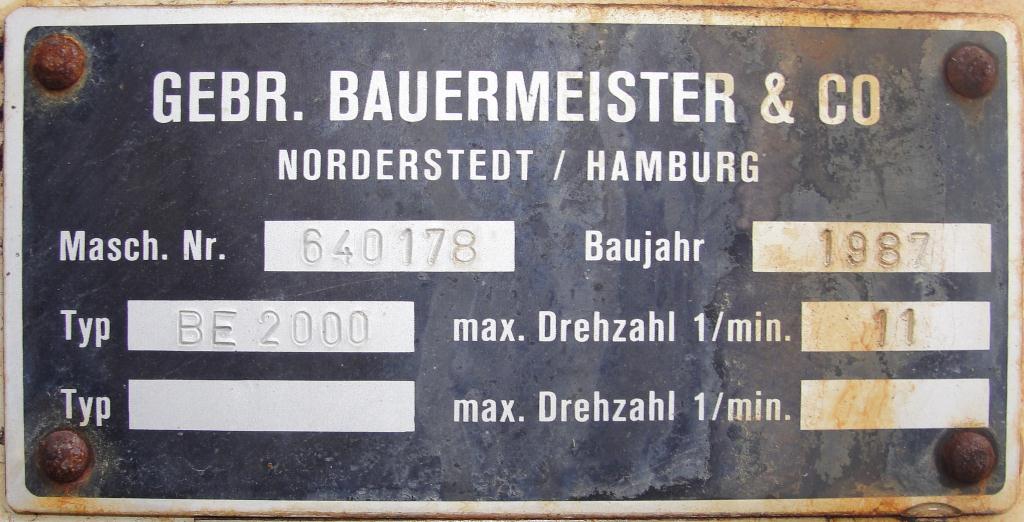 GEBR. BAUERMEISTER & CO
NORDERSTEDT / HAMBURG
Masch. Nr. 640178 Baujahr 1987
Typ BE 2000 max. Drehzahl 1/min. 11
Typ max. Drehzahl 1/min.